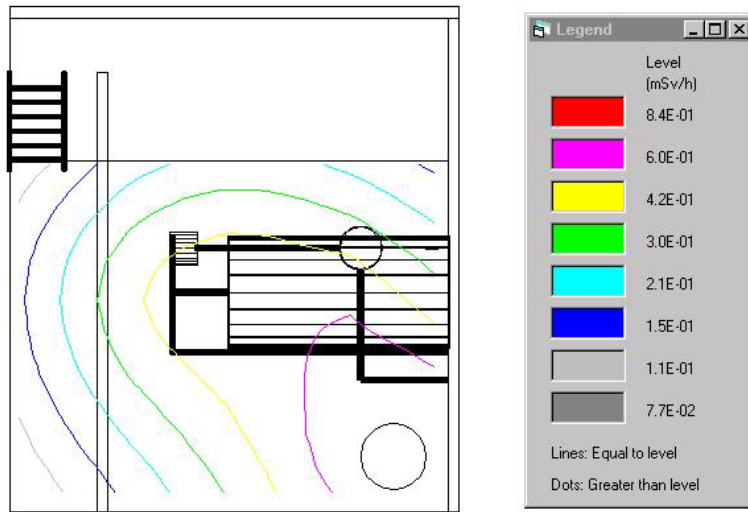 Legend
Level
(mSv/h)
8.4E-01
6.0E-01
4.2E-01
3.0E-01
2.1E-01
1.5E-01
1.1E-01
7.7E-02
Lines: Equal to level
Dots: Greater than level